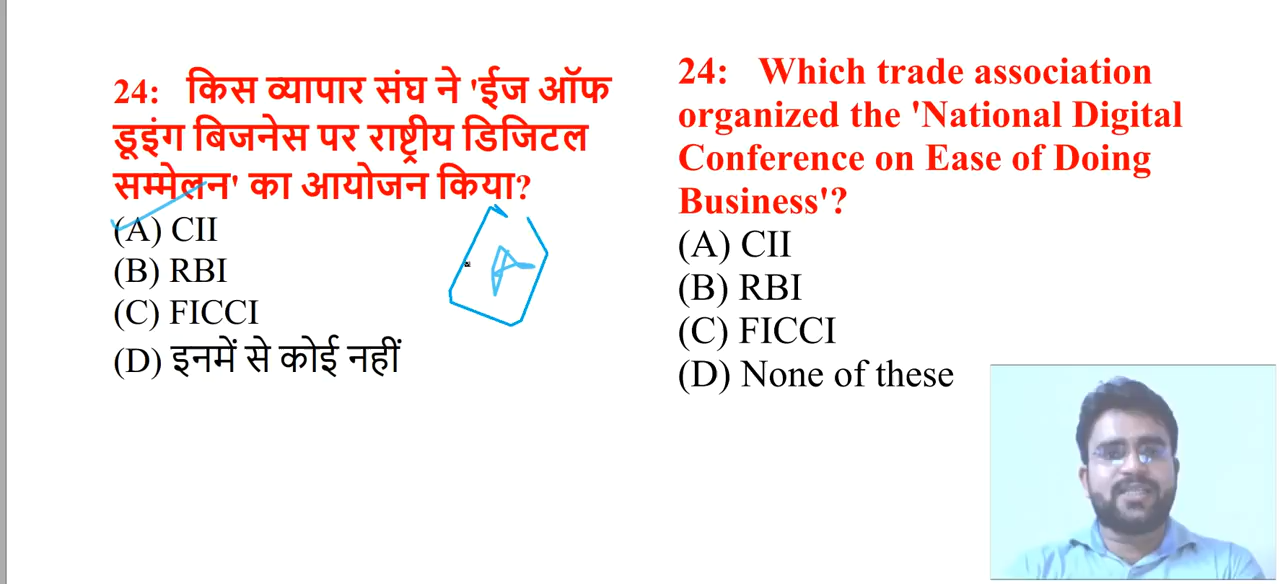 24: किस व्यापार संघ ने 'ईज ऑफ
डूइंग बिजनेस पर राष्ट्रीय डिजिटल
सम्मेलन' का आयोजन किया?
(A) CII
(B) RBI
(C) FICCI
(D) इनमें से कोई नहीं
A
24: Which trade association
organized the 'National Digital
Conference on Ease of Doing
Business'?
(A) CII
(B) RBI
(C) FICCI
(D) None of these